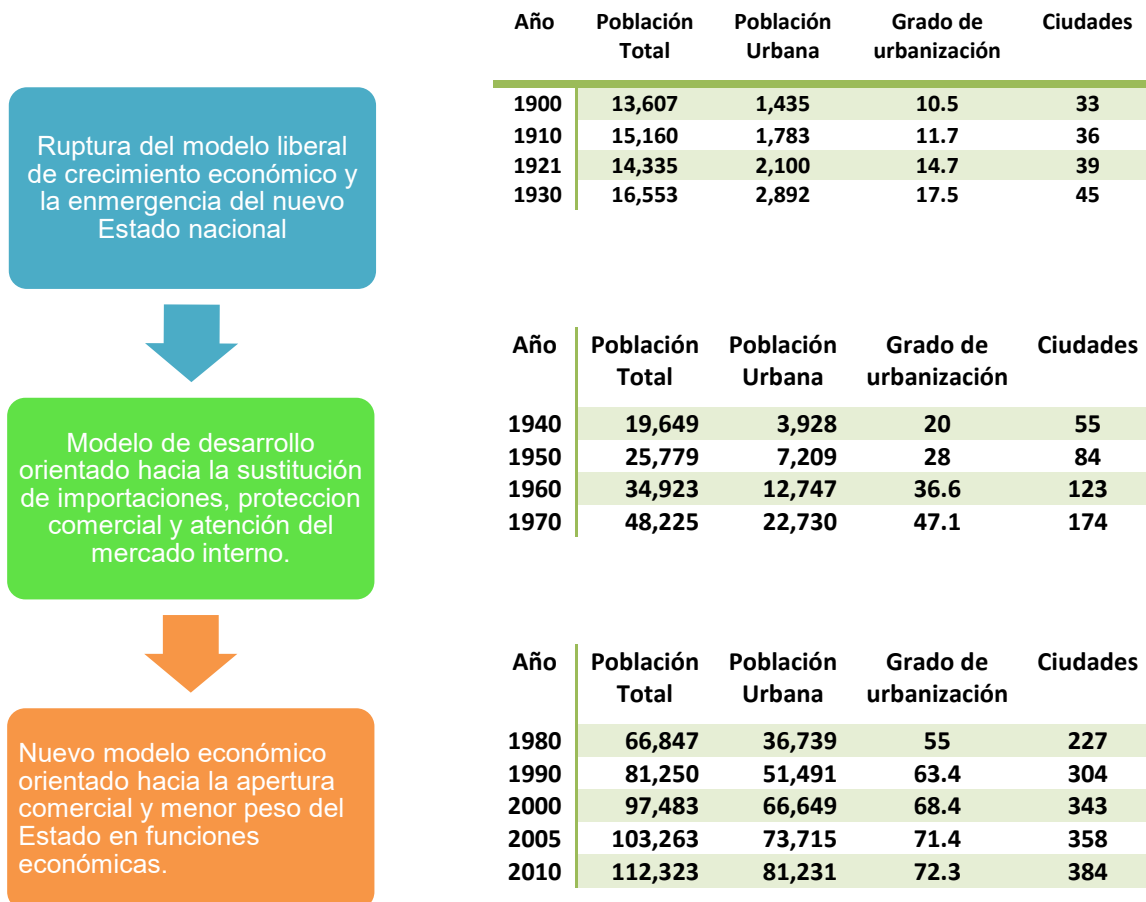 Ruptura del modelo liberal
de crecimiento económico y
la enmergencia del nuevo
Estado nacional
Año Población Población Grado de Ciudades
Total Urbana urbanización
1900 13,607 1,435 10.5 33
1910 15,160 1,783 11.7 36
1921 14,335 2,100 14.7 39
1930 16,553 2,892 17.5 45
Modelo de desarrollo
orientado hacia la sustitución
de importaciones, proteccion
comercial y atención del
mercado interno.
Año Población Población Grado de Ciudades
Total Urbana urbanización
1940 19,649 3,928 20 55
1950 25,779 7,209 28 84
1960 34,923 12,747 36.6 123
1970 48,225 22,730 47.1 174
Nuevo modelo económico
orientado hacia la apertura
comercial y menor peso del
Estado en funciones
económicas.
Año Población Población Grado de Ciudades
Total Urbana urbanización
1980 66,847 36,739 55 227
1990 81,250 51,491 63.4 304
2000 97,483 66,649 68.4 343
2005 103,263 73,715 71.4 358
2010 112,323 81,231 72.3 384